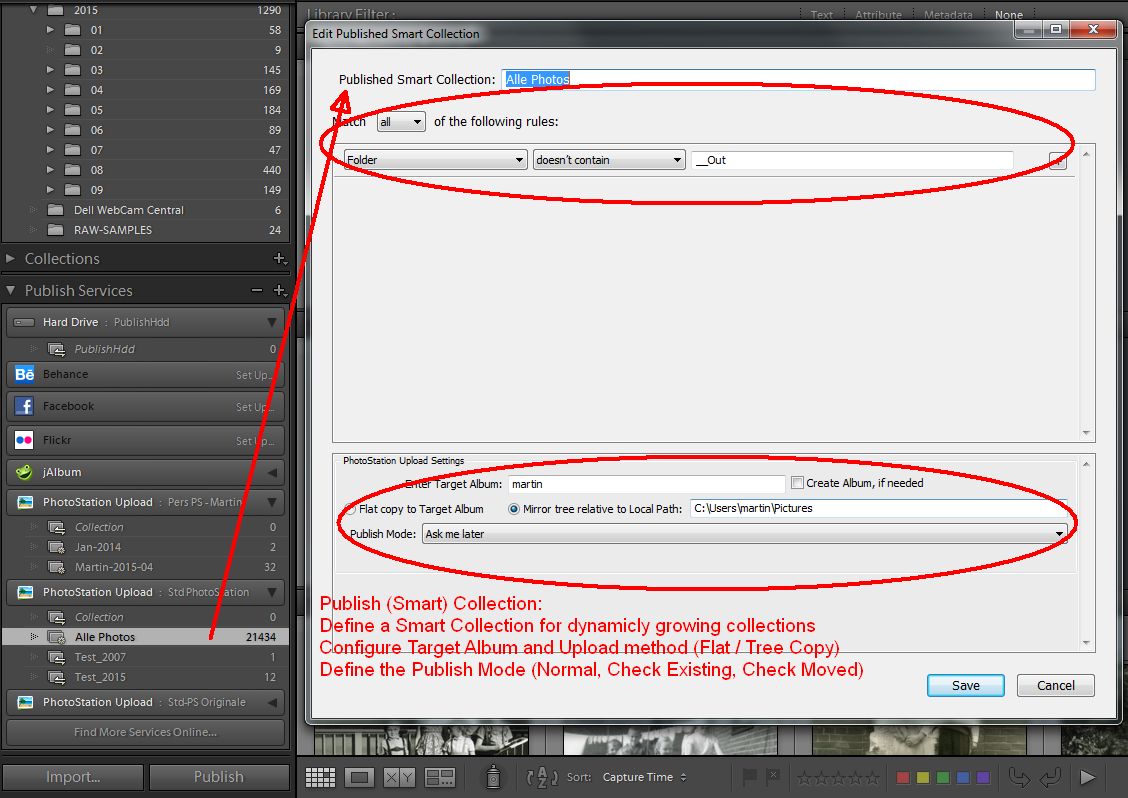 2015 1290
01 58
02 9
03 145
04 169
05 184
06 89
07 47
08 440
09 149
Dell WebCam Central 6
RAW-SAMPLES 24
Collections
Publish Services
Hard Drive : PublishHdd
PublishHdd 0
Bē Behance Set Up...
f Facebook Set Up...
Flickr Set Up...
jAlbum
PhotoStation Upload : Pers PS - Martin
Collection 0
Jan-2014 2
Martin-2015-04 32
PhotoStation Upload : Std PhotoStation
Collection 0
Alle Photos 21434
Test_2007 1
Test_2015 12
PhotoStation Upload : Std-PS Originale
Find More Services Online...
Import... Publish
Library Filter: Text Attribute Metadata None
Edit Published Smart Collection
Published Smart Collection: Alle Photos
Match all of the following rules:
Folder doesn't contain __Out
PhotoStation Upload Settings
Enter Target Album: martin Create Album, if needed
Flat copy to Target Album Mirror tree relative to Local Path: C:\Users\martin\Pictures
Publish Mode: Ask me later
Publish (Smart) Collection:
Define a Smart Collection for dynamicly growing collections
Configure Target Album and Upload method (Flat / Tree Copy)
Define the Publish Mode (Normal, Check Existing, Check Moved)
Save Cancel
XY Sort: Capture Time